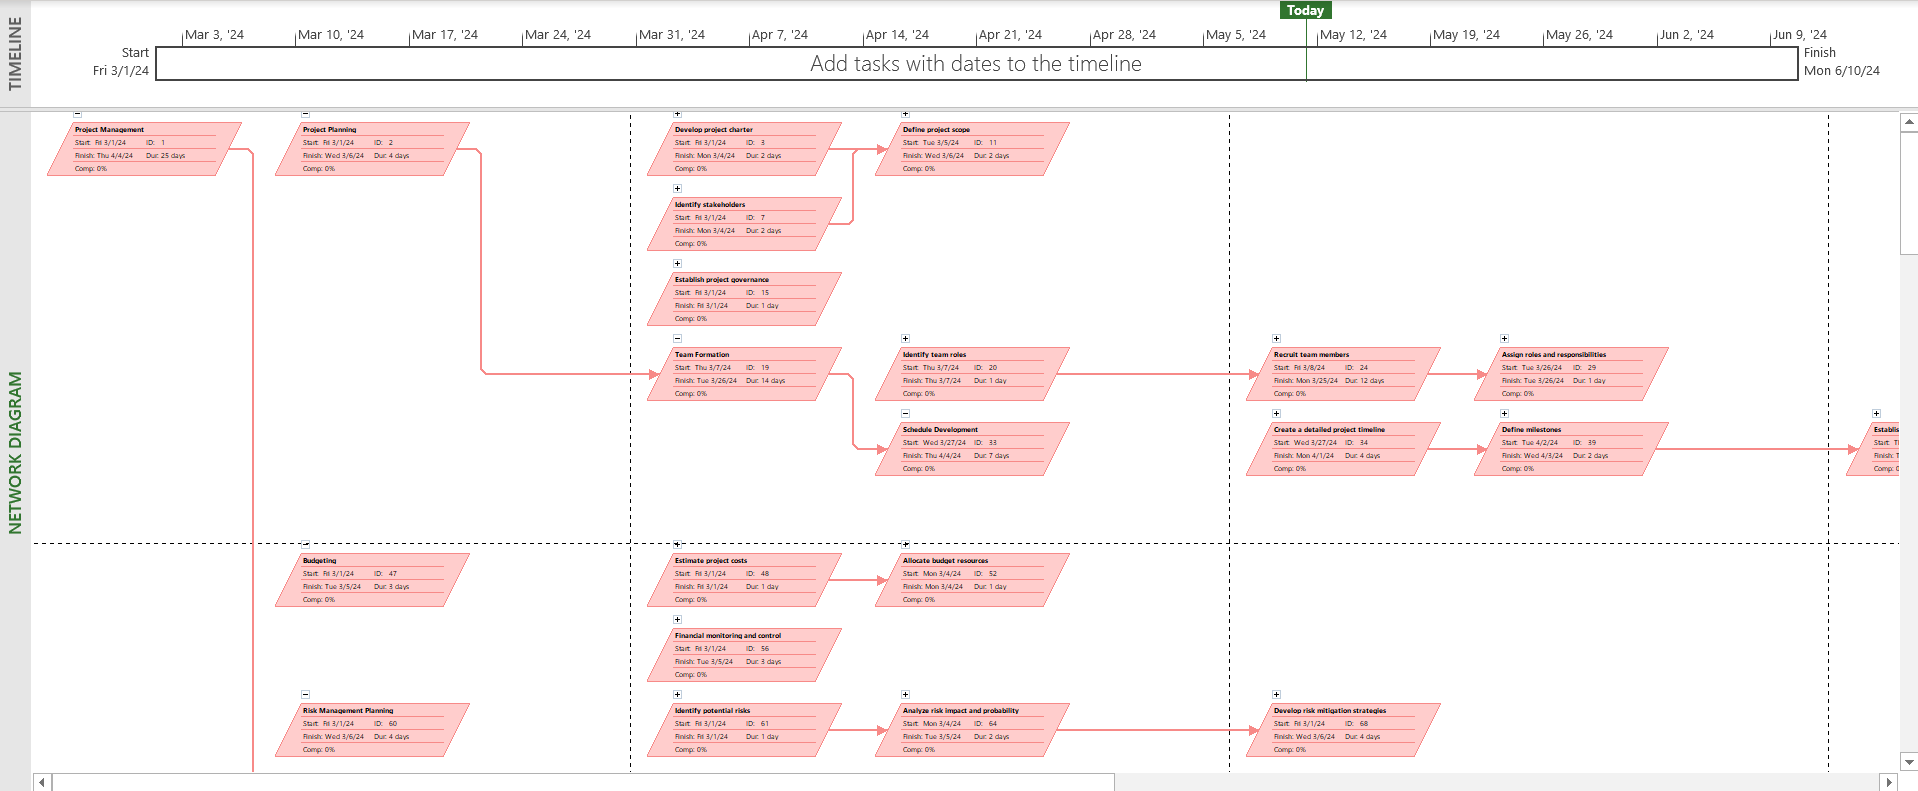 TIMELINE
Today
Mar 3, '24
Mar 10, '24
Mar 17, '24
Mar 24, '24
Mar 31, '24
Apr 7, '24
Apr 14, '24
Apr 21, '24
Apr 28, '24
May 5, '24
May 12, '24
May 19, '24
May 26, '24
Jun 2, '24
Jun 9, '24
Start
Fri 3/1/24
Add tasks with dates to the timeline
Finish
Mon 6/10/24
NETWORK DIAGRAM
Project Management
Start: Fri 3/1/24 ID: 1
Finish: Thu 4/4/24 Dur: 25 days
Comp: 0%
Project Planning
Start: Fri 3/1/24 ID: 2
Finish: Wed 3/6/24 Dur: 4 days
Comp: 0%
Develop project charter
Start: Fri 3/1/24 ID: 3
Finish: Mon 3/4/24 Dur: 2 days
Comp: 0%
Define project scope
Start: Tue 3/5/24 ID: 11
Finish: Wed 3/6/24 Dur: 2 days
Comp: 0%
Identify stakeholders
Start: Fri 3/1/24 ID: 7
Finish: Mon 3/4/24 Dur: 2 days
Comp: 0%
Establish project governance
Start: Fri 3/1/24 ID: 15
Finish: Fri 3/1/24 Dur: 1 day
Comp: 0%
Team Formation
Start: Thu 3/7/24 ID: 19
Finish: Tue 3/26/24 Dur: 14 days
Comp: 0%
Identify team roles
Start: Thu 3/7/24 ID: 20
Finish: Thu 3/7/24 Dur: 1 day
Comp: 0%
Recruit team members
Start: Fri 3/8/24 ID: 24
Finish: Mon 3/25/24 Dur: 12 days
Comp: 0%
Assign roles and responsibilities
Start: Tue 3/26/24 ID: 29
Finish: Tue 3/26/24 Dur: 1 day
Comp: 0%
Schedule Development
Start: Wed 3/27/24 ID: 33
Finish: Thu 4/4/24 Dur: 7 days
Comp: 0%
Create a detailed project timeline
Start: Wed 3/27/24 ID: 34
Finish: Mon 4/1/24 Dur: 4 days
Comp: 0%
Define milestones
Start: Tue 4/2/24 ID: 39
Finish: Wed 4/3/24 Dur: 2 days
Comp: 0%
Establis
Start:
Finish:
Comp:
Budgeting
Start: Fri 3/1/24 ID: 47
Finish: Tue 3/5/24 Dur: 3 days
Comp: 0%
Estimate project costs
Start: Fri 3/1/24 ID: 48
Finish: Fri 3/1/24 Dur: 1 day
Comp: 0%
Allocate budget resources
Start: Mon 3/4/24 ID: 52
Finish: Mon 3/4/24 Dur: 1 day
Comp: 0%
Financial monitoring and control
Start: Fri 3/1/24 ID: 56
Finish: Tue 3/5/24 Dur: 3 days
Comp: 0%
Risk Management Planning
Start: Fri 3/1/24 ID: 60
Finish: Wed 3/6/24 Dur: 4 days
Comp: 0%
Identify potential risks
Start: Fri 3/1/24 ID: 61
Finish: Fri 3/1/24 Dur: 1 day
Comp: 0%
Analyze risk impact and probability
Start: Mon 3/4/24 ID: 64
Finish: Tue 3/5/24 Dur: 2 days
Comp: 0%
Develop risk mitigation strategies
Start: Fri 3/1/24 ID: 68
Finish: Wed 3/6/24 Dur: 4 days
Comp: 0%